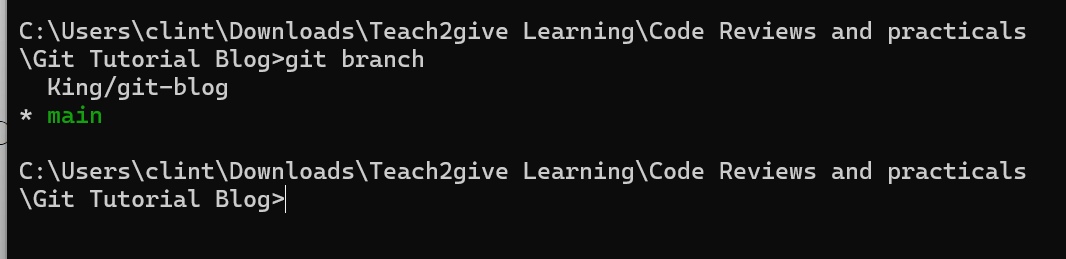 C:\Users\clint\Downloads\Teach2give Learning\Code Reviews and practicals
\Git Tutorial Blog>git branch
  King/git-blog
* main
C:\Users\clint\Downloads\Teach2give Learning\Code Reviews and practicals
\Git Tutorial Blog>